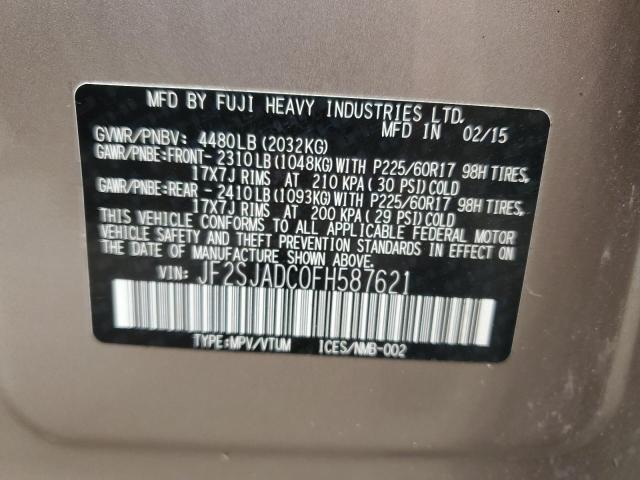 MFD BY FUJI HEAVY INDUSTRIES LTD.
MFD IN 02/15
GVWR/PNBV: 4480LB (2032KG)
GAWR/PNBE:FRONT- 2310LB (1048KG) WITH P225/60R17 98H TIRES,
17X7J RIMS AT 210 KPA ( 30 PSI) COLD
GAWR/PNBE:REAR - 2410LB (1093KG) WITH P225/60R17 98H TIRES,
17X7J RIMS AT 200 KPA ( 29 PSI) COLD
THIS VEHICLE CONFORMS TO ALL APPLICABLE FEDERAL MOTOR
VEHICLE SAFETY AND THEFT PREVENTION STANDARDS IN EFFECT ON
THE DATE OF MANUFACTURE SHOWN ABOVE.
VIN: JF2SJADC0FH587621
TYPE:MPV/VTUM ICES/NMB-002